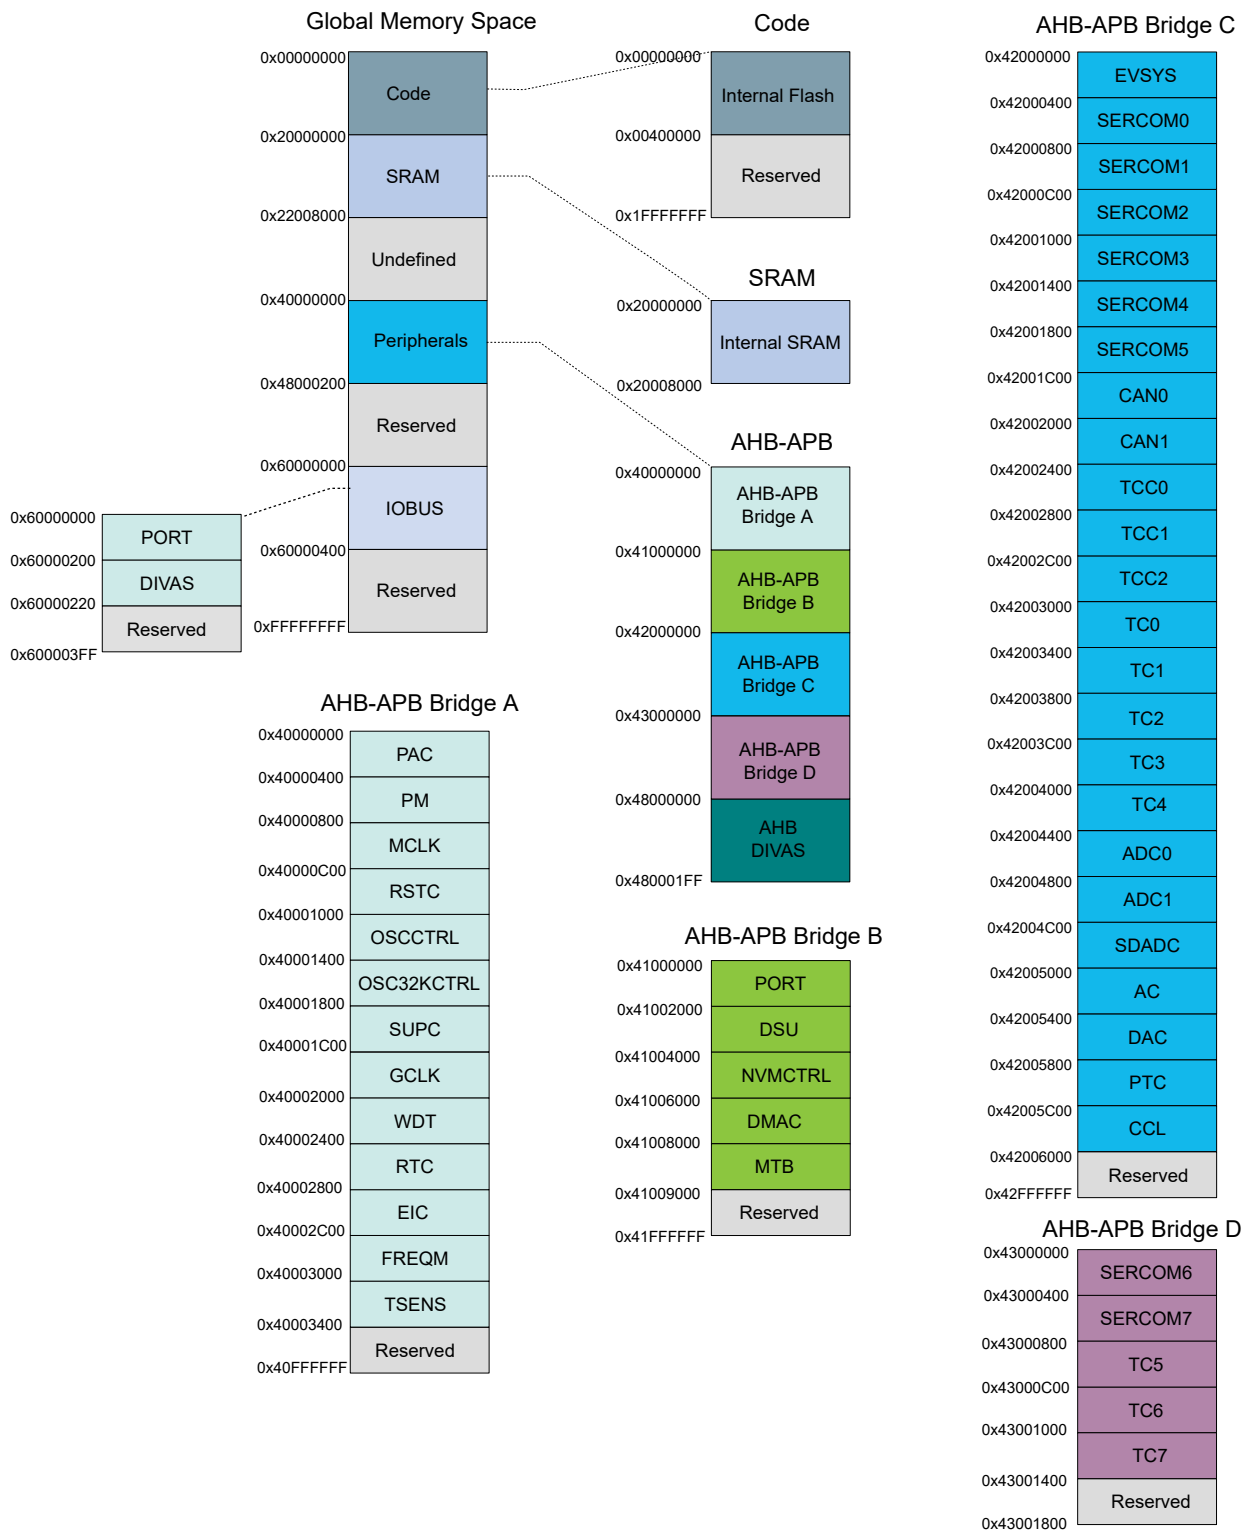 Global Memory Space
0x00000000
Code
0x20000000
SRAM
0x22008000
Undefined
0x40000000
Peripherals
0x48000200
Reserved
0x60000000
IOBUS
0x60000400
Reserved
0xFFFFFFFF
0x60000000
PORT
0x60000200
DIVAS
0x60000220
Reserved
0x600003FF
AHB-APB Bridge A
0x40000000
PAC
0x40000400
PM
0x40000800
MCLK
0x40000C00
RSTC
0x40001000
OSCCTRL
0x40001400
OSC32KCTRL
0x40001800
SUPC
0x40001C00
GCLK
0x40002000
WDT
0x40002400
RTC
0x40002800
EIC
0x40002C00
FREQM
0x40003000
TSENS
0x40003400
Reserved
0x40FFFFFF
Code
0x00000000
Internal Flash
0x00400000
Reserved
0x1FFFFFFF
SRAM
0x20000000
Internal SRAM
0x20008000
AHB-APB
0x40000000
AHB-APB
Bridge A
0x41000000
AHB-APB
Bridge B
0x42000000
AHB-APB
Bridge C
0x43000000
AHB-APB
Bridge D
0x48000000
AHB
DIVAS
0x480001FF
AHB-APB Bridge B
0x41000000
PORT
0x41002000
DSU
0x41004000
NVMCTRL
0x41006000
DMAC
0x41008000
MTB
0x41009000
Reserved
0x41FFFFFF
AHB-APB Bridge C
0x42000000
EVSYS
0x42000400
SERCOM0
0x42000800
SERCOM1
0x42000C00
SERCOM2
0x42001000
SERCOM3
0x42001400
SERCOM4
0x42001800
SERCOM5
0x42001C00
CAN0
0x42002000
CAN1
0x42002400
TCC0
0x42002800
TCC1
0x42002C00
TCC2
0x42003000
TC0
0x42003400
TC1
0x42003800
TC2
0x42003C00
TC3
0x42004000
TC4
0x42004400
ADC0
0x42004800
ADC1
0x42004C00
SDADC
0x42005000
AC
0x42005400
DAC
0x42005800
PTC
0x42005C00
CCL
0x42006000
Reserved
0x42FFFFFF
AHB-APB Bridge D
0x43000000
SERCOM6
0x43000400
SERCOM7
0x43000800
TC5
0x43000C00
TC6
0x43001000
TC7
0x43001400
Reserved
0x43001800